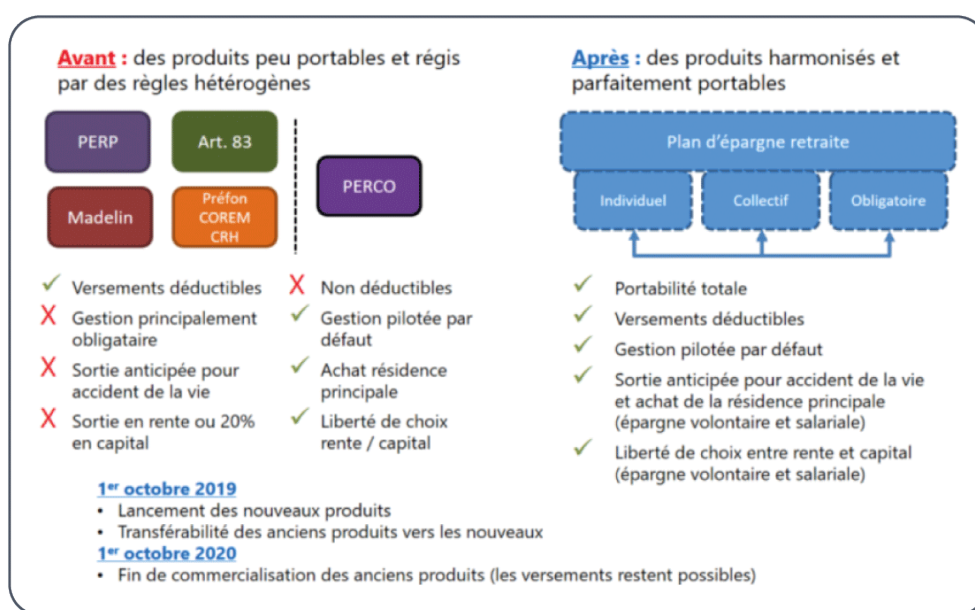 Avant : des produits peu portables et régis
par des règles hétérogènes
PERP
Art. 83
Madelin
Préfon
COREM
CRH
PERCO
✓ Versements déductibles
X Gestion principalement
obligatoire
X Sortie anticipée pour
accident de la vie
X Sortie en rente ou 20%
en capital
X Non déductibles
✓ Gestion pilotée par
défaut
✓ Achat résidence
principale
✓ Liberté de choix
rente / capital
Après : des produits harmonisés et
parfaitement portables
Plan d'épargne retraite
Individuel
Collectif
Obligatoire
✓ Portabilité totale
✓ Versements déductibles
✓ Gestion pilotée par défaut
✓ Sortie anticipée pour accident de la vie
et achat de la résidence principale
(épargne volontaire et salariale)
✓ Liberté de choix entre rente et capital
(épargne volontaire et salariale)
1er octobre 2019
• Lancement des nouveaux produits
• Transférabilité des anciens produits vers les nouveaux
1er octobre 2020
• Fin de commercialisation des anciens produits (les versements restent possibles)